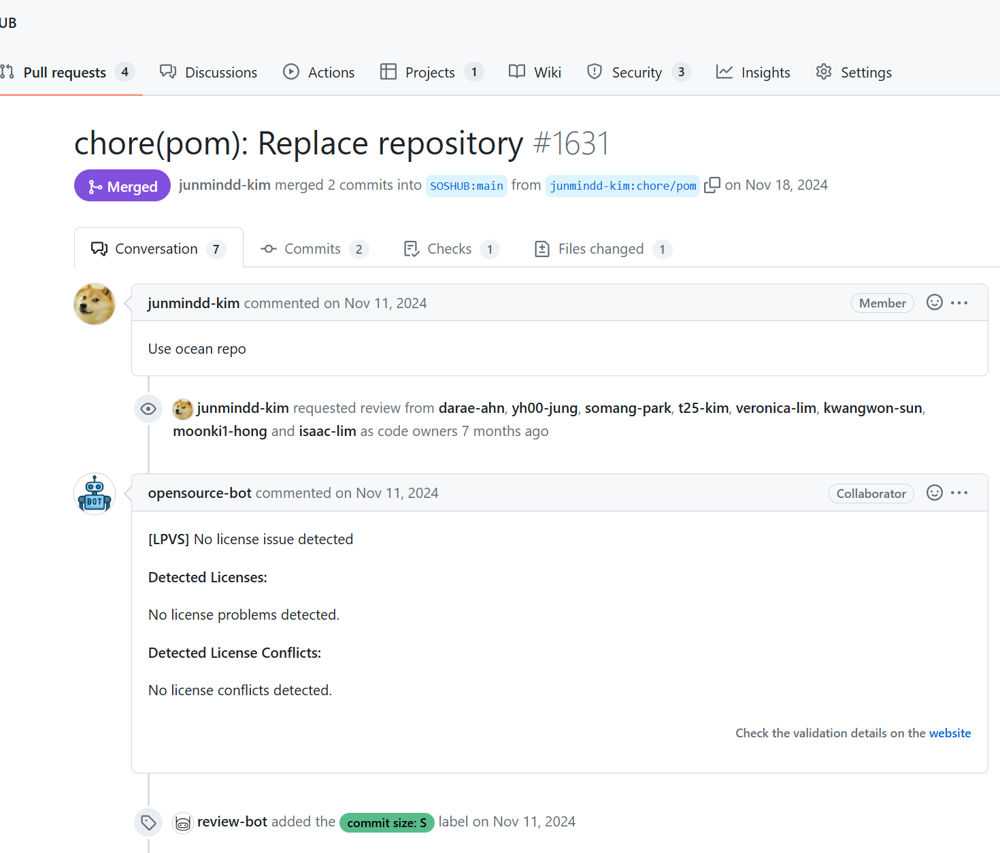 UB
Pull requests 4 Discussions Actions Projects 1 Wiki Security 3 Insights Settings
chore(pom): Replace repository #1631
Merged junmindd-kim merged 2 commits into SOSHUB:main from junmindd-kim:chore/pom on Nov 18, 2024
Conversation 7 Commits 2 Checks 1 Files changed 1
junmindd-kim commented on Nov 11, 2024 Member
Use ocean repo
junmindd-kim requested review from darae-ahn, yh00-jung, somang-park, t25-kim, veronica-lim, kwangwon-sun,
moonki1-hong and isaac-lim as code owners 7 months ago
opensource-bot commented on Nov 11, 2024 Collaborator
BOT
[LPVS] No license issue detected
Detected Licenses:
No license problems detected.
Detected License Conflicts:
No license conflicts detected.
Check the validation details on the website
review-bot added the commit size: S label on Nov 11, 2024